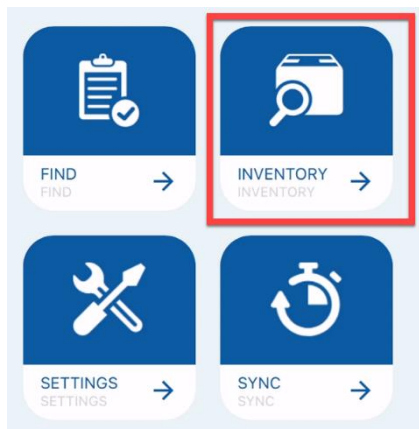 FIND
FIND
INVENTORY
INVENTORY
SETTINGS
SETTINGS
SYNC
SYNC